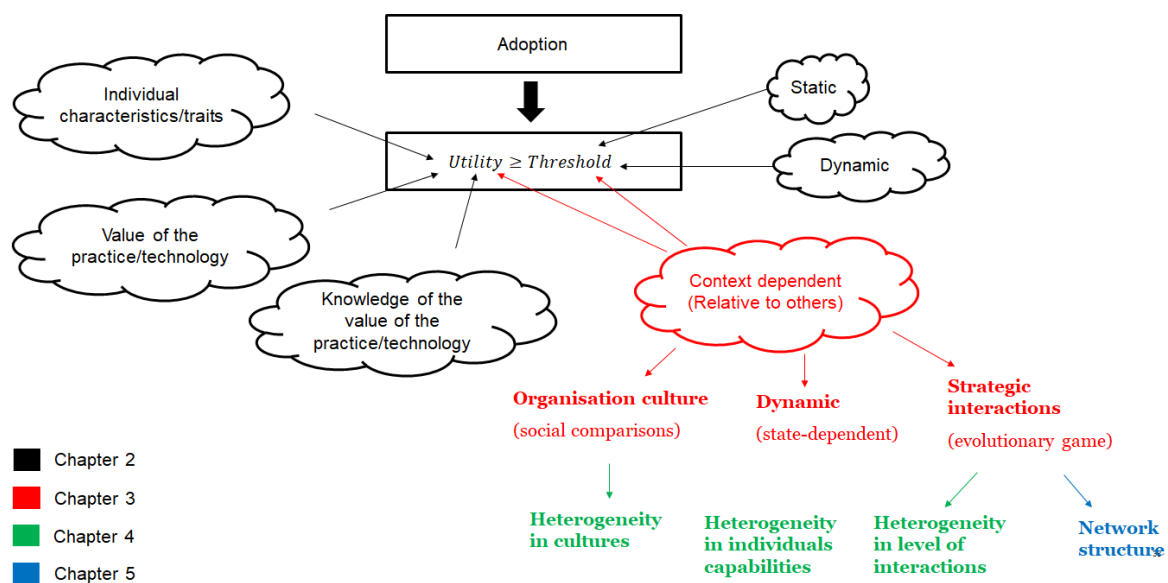 Adoption
Individual
characteristics/traits
Static
Utility ≥ Threshold
Dynamic
Value of the
practice/technology
Knowledge of the
value of the
practice/technology
Context dependent
(Relative to others)
Organisation culture
(social comparisons)
Dynamic
(state-dependent)
Strategic
interactions
(evolutionary game)
Chapter 2
Chapter 3
Chapter 4
Chapter 5
Heterogeneity
in cultures
Heterogeneity
in individuals
capabilities
Heterogeneity
in level of
interactions
Network
structure